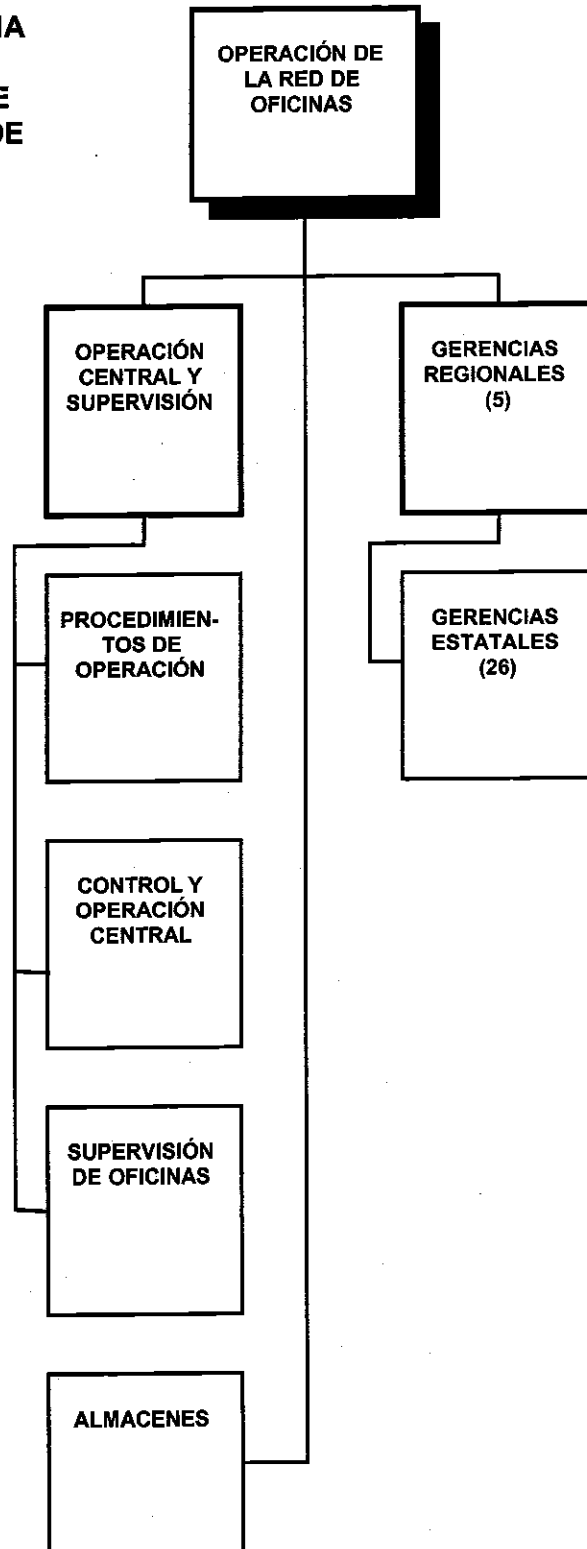 OPERACIÓN DE
LA RED DE
OFICINAS
OPERACIÓN
CENTRAL Y
SUPERVISIÓN
GERENCIAS
REGIONALES
(5)
PROCEDIMIEN-
TOS DE
OPERACIÓN
GERENCIAS
ESTATALES
(26)
CONTROL Y
OPERACIÓN
CENTRAL
SUPERVISIÓN
DE OFICINAS
ALMACENES